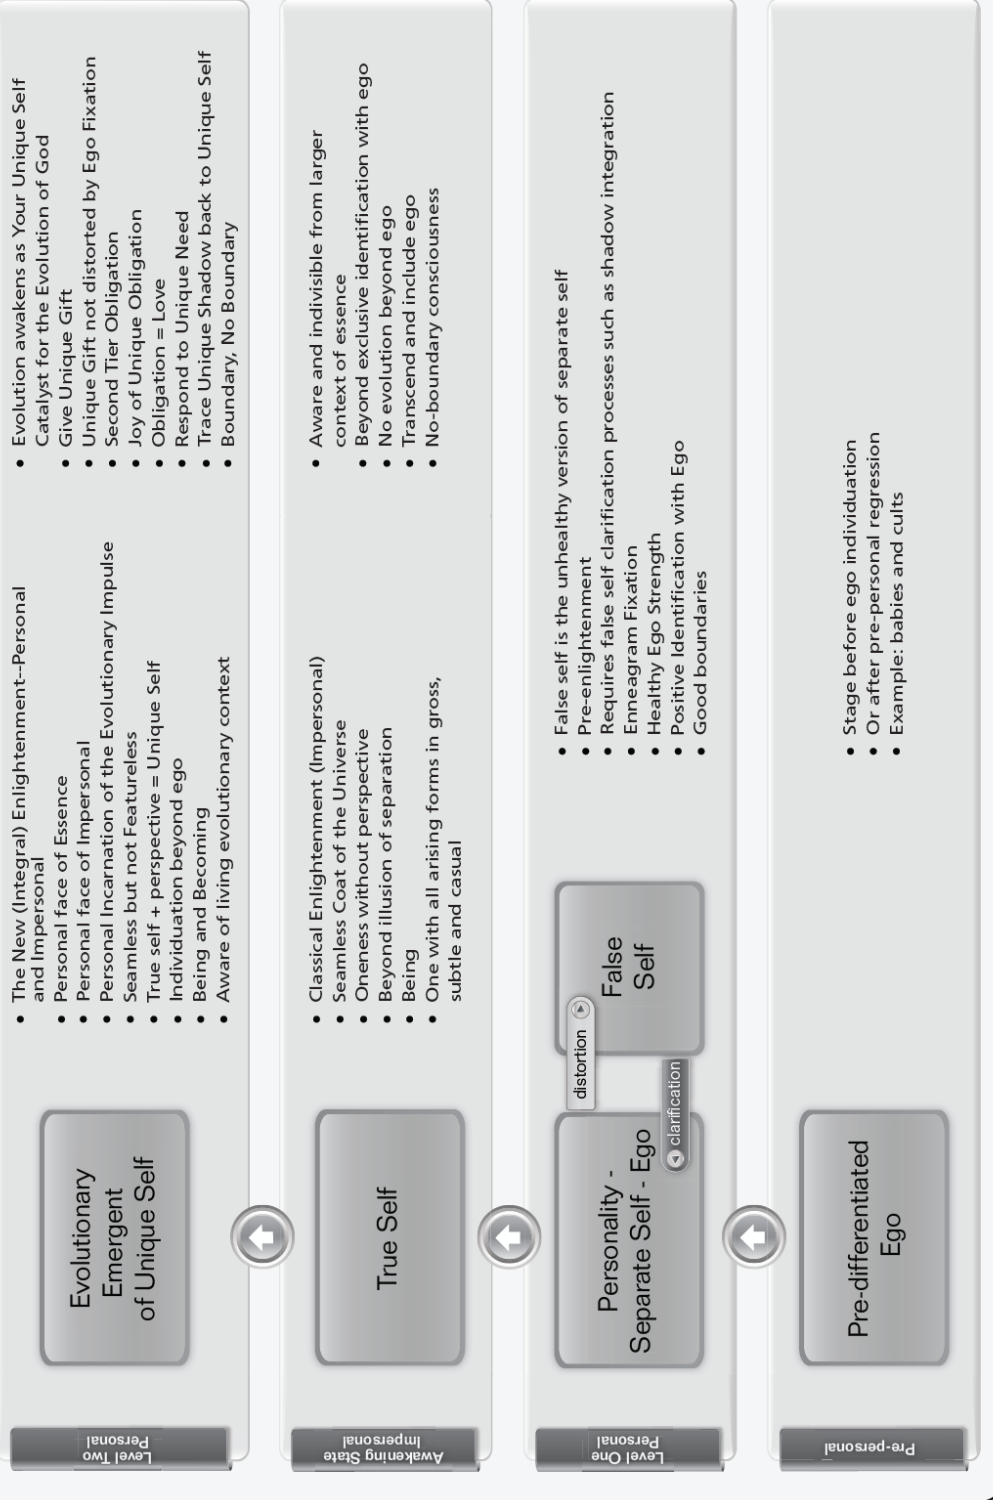 Level Two
Personal
Evolutionary
Emergent
of Unique Self
• The New (Integral) Enlightenment--Personal
and Impersonal
• Personal face of Essence
• Personal face of Impersonal
• Personal Incarnation of the Evolutionary Impulse
• Seamless but not Featureless
• True self + perspective = Unique Self
• Individuation beyond ego
• Being and Becoming
• Aware of living evolutionary context
• Evolution awakens as Your Unique Self
Catalyst for the Evolution of God
• Give Unique Gift
• Unique Gift not distorted by Ego Fixation
• Second Tier Obligation
• Joy of Unique Obligation
• Obligation = Love
• Respond to Unique Need
• Trace Unique Shadow back to Unique Self
• Boundary, No Boundary
Awakening State
Impersonal
True Self
• Classical Enlightenment (Impersonal)
• Seamless Coat of the Universe
• Oneness without perspective
• Beyond illusion of separation
• Being
• One with all arising forms in gross,
subtle and casual
• Aware and indivisible from larger
context of essence
• Beyond exclusive identification with ego
• No evolution beyond ego
• Transcend and include ego
• No-boundary consciousness
Level One
Personal
Personality -
Separate Self - Ego
distortion
clarification
False
Self
• False self is the unhealthy version of separate self
• Pre-enlightenment
• Requires false self clarification processes such as shadow integration
• Enneagram Fixation
• Healthy Ego Strength
• Positive Identification with Ego
• Good boundaries
Pre-personal
Pre-differentiated
Ego
• Stage before ego individuation
• Or after pre-personal regression
• Example: babies and cults